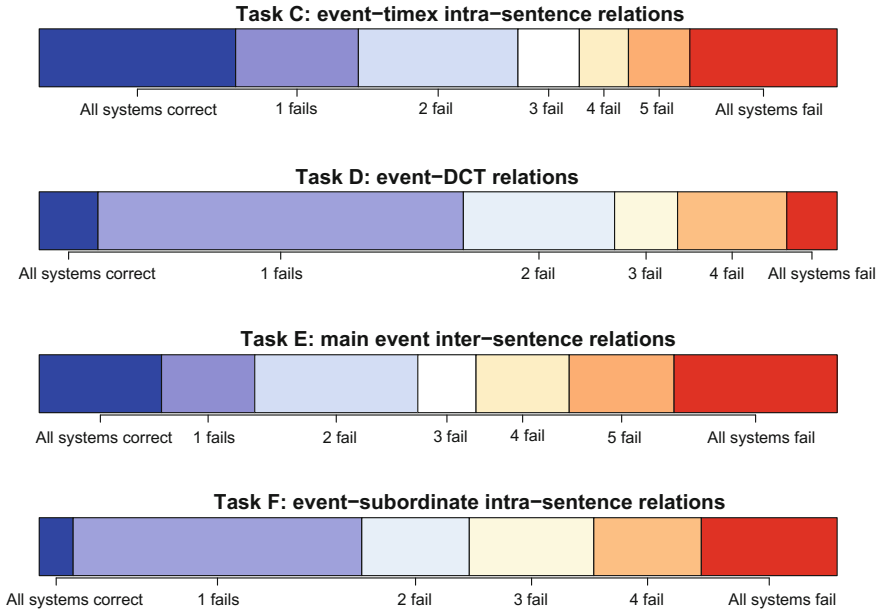 Task C: event−timex intra−sentence relations
All systems correct 1 fails 2 fail 3 fail 4 fail 5 fail All systems fail
Task D: event−DCT relations
All systems correct 1 fails 2 fail 3 fail 4 fail All systems fail
Task E: main event inter−sentence relations
All systems correct 1 fails 2 fail 3 fail 4 fail 5 fail All systems fail
Task F: event−subordinate intra−sentence relations
All systems correct 1 fails 2 fail 3 fail 4 fail All systems fail